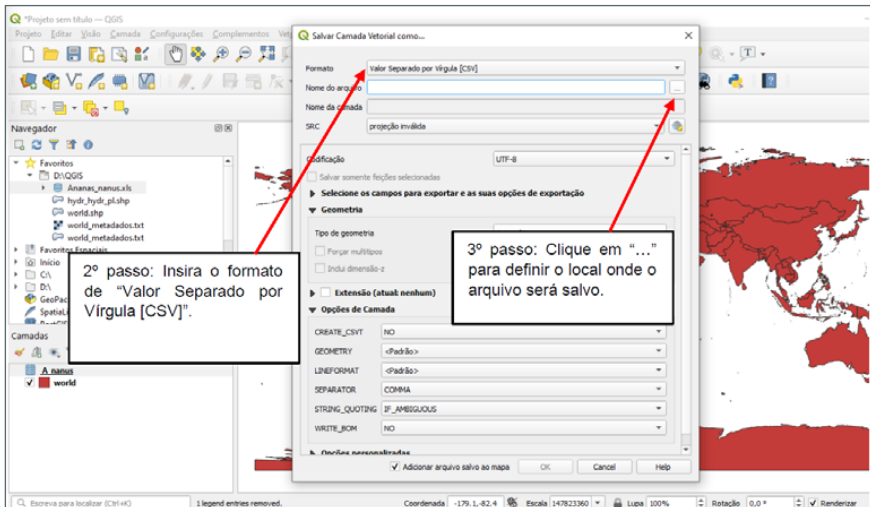 *Projeto sem título — QGIS
Projeto Editar Visão Camada Configurações Complementos
Navegador
Favoritos
D:\QGIS
Ananas_nanus.xls
hydr_hydr_pl.shp
world.shp
world_metadados.txt
world_metadados.txt
Favoritos Espaciais
Início
C:\
D:\
Camadas
A_nanus
world
Salvar Camada Vetorial como...
Formato
Valor Separado por Vírgula [CSV]
Nome do arquivo
...
Nome da camada
SRC
projeção inválida
Codificação
UTF-8
Salvar somente feições selecionadas
Selecione os campos para exportar e as suas opções de exportação
Geometria
Tipo de geometria
Forçar multitipos
Inclui dimensão-z
Extensão (atual: nenhum)
Opções de Camada
CREATE_CSVT NO
GEOMETRY <Padrão>
LINEFORMAT <Padrão>
SEPARATOR COMMA
STRING_QUOTING IF_AMBIGUOUS
WRITE_BOM NO
Opções personalizadas
Adicionar arquivo salvo ao mapa
OK
Cancel
Help
2º passo: Insira o formato
de “Valor Separado por
Vírgula [CSV]”.
3º passo: Clique em “...”
para definir o local onde o
arquivo será salvo.
Escreva para localizar (Ctrl+K)
1 legend entries removed.
Coordenada -179.1,-82.4
Escala 147823360
Lupa 100%
Rotação 0,0 °
Renderizar